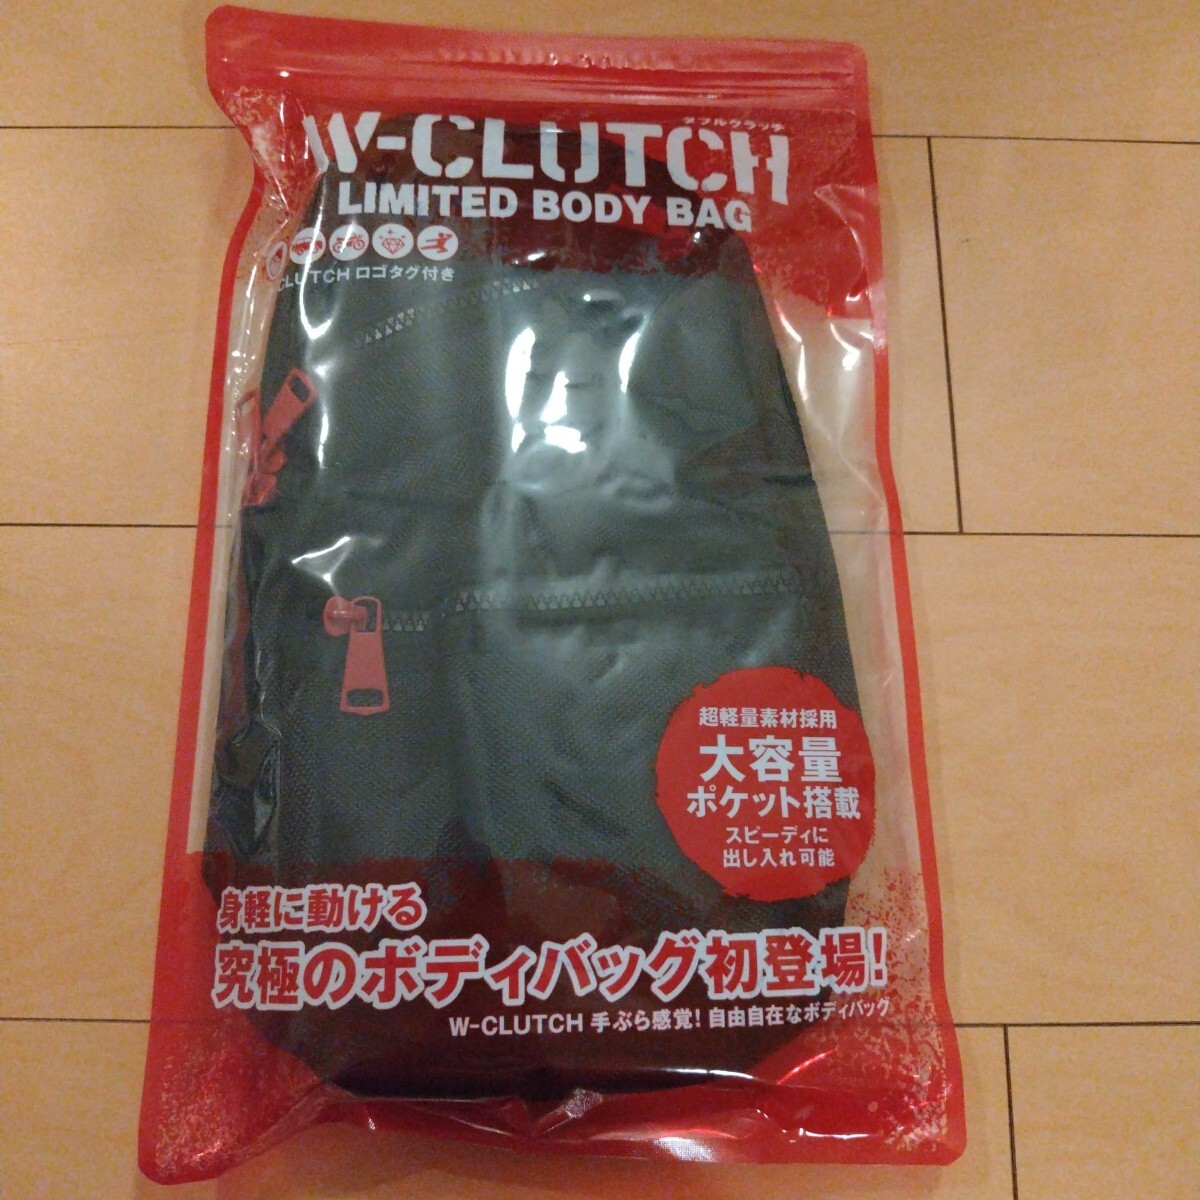 ダブルクラッチ
W-CLUTCH
LIMITED BODY BAG
CLUTCH ロゴタグ付き
超軽量素材採用
大容量
ポケット搭載
スピーディに
出し入れ可能
身軽に動ける
究極のボディバッグ初登場!
W-CLUTCH 手ぶら感覚! 自由自在なボディバッグ